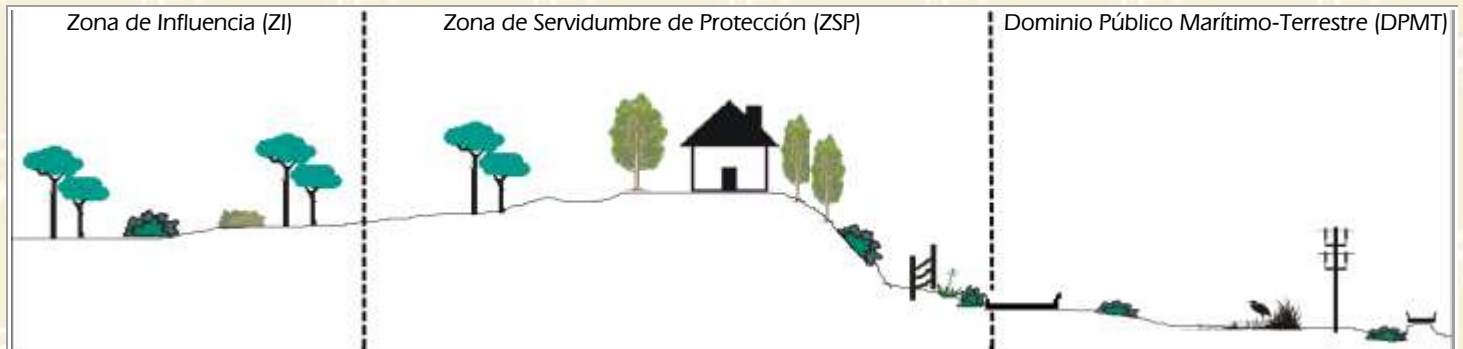 Zona de Influencia (ZI)
Zona de Servidumbre de Protección (ZSP)
Dominio Público Marítimo-Terrestre (DPMT)